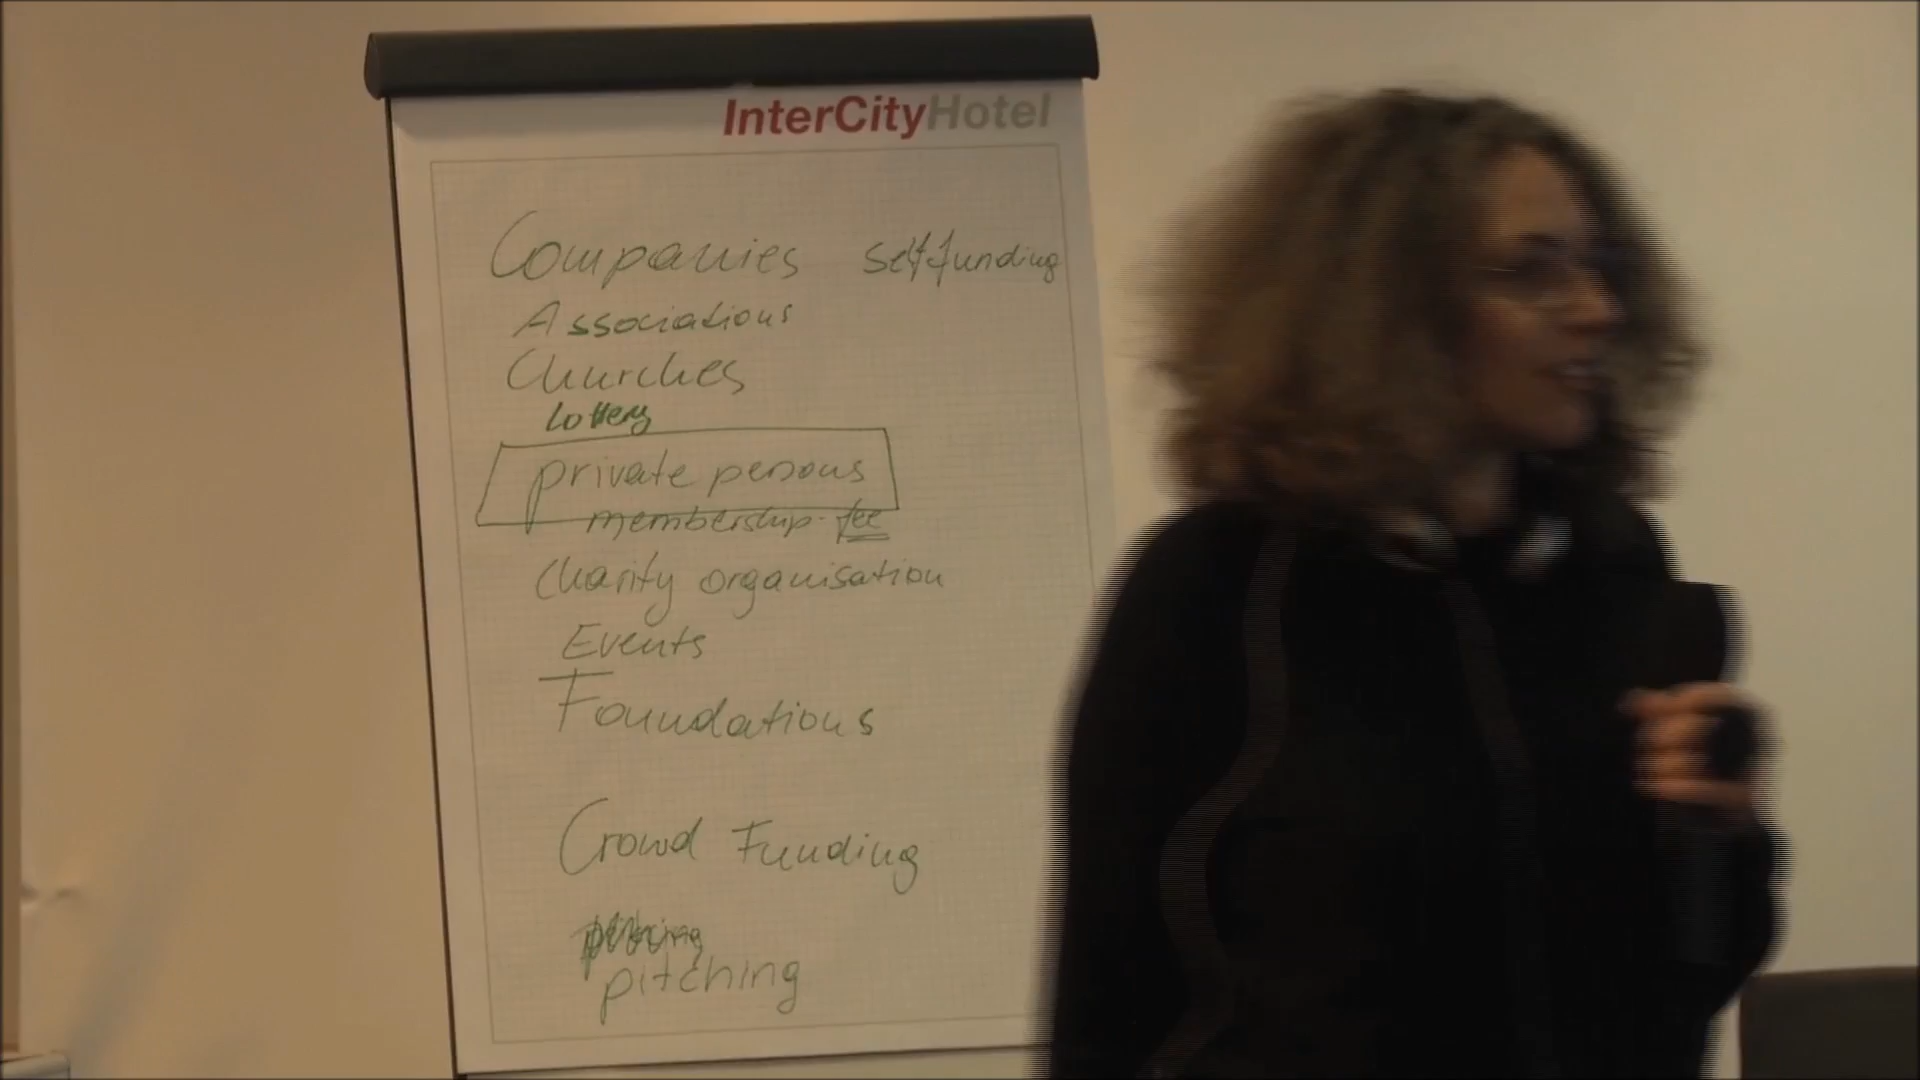 InterCityHotel
Companies selffunding
Associations
Churches
Lottery
private persons
membership-fee
Charity organisation
Events
Foundations
Crowd Funding
pitching